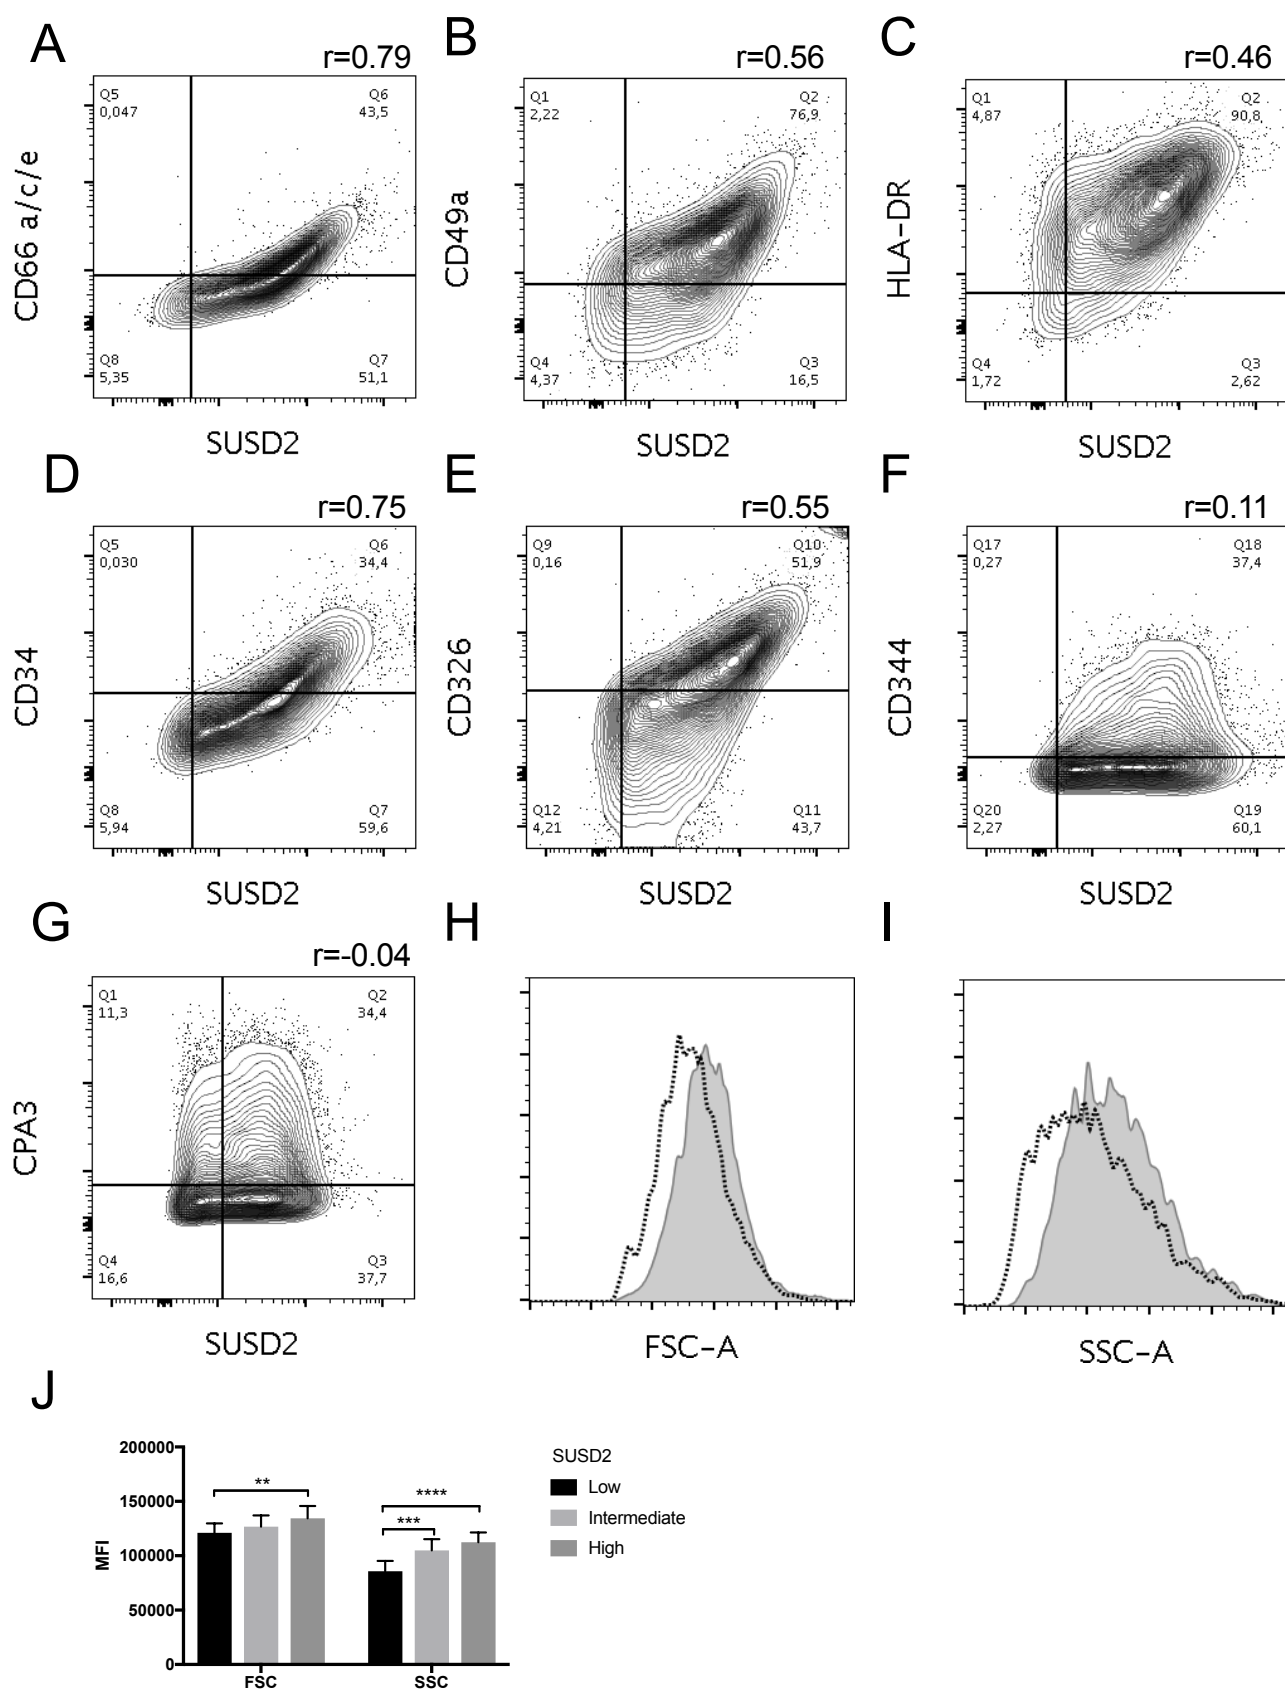 A
r=0.79
Q5
0,047
Q6
43,5
Q8
5,35
Q7
51,1
CD66 a/c/e
SUSD2
B
r=0.56
Q1
2,22
Q2
76,9
Q4
4,37
Q3
16,5
CD49a
SUSD2
C
r=0.46
Q1
4,87
Q2
90,8
Q4
1,72
Q3
2,62
HLA-DR
SUSD2
D
r=0.75
Q5
0,030
Q6
34,4
Q8
5,94
Q7
59,6
CD34
SUSD2
E
r=0.55
Q9
0,16
Q10
51,9
Q12
4,21
Q11
43,7
CD326
SUSD2
F
r=0.11
Q17
0,27
Q18
37,4
Q20
2,27
Q19
60,1
CD344
SUSD2
G
r=-0.04
Q1
11,3
Q2
34,4
Q4
16,6
Q3
37,7
CPA3
SUSD2
H
FSC-A
I
SSC-A
J
200000
150000
100000
50000
0
MFI
**
***
****
FSC
SSC
SUSD2
Low
Intermediate
High